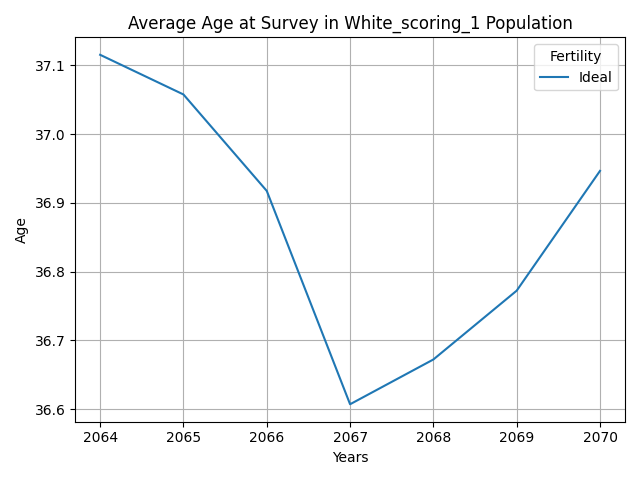 Average Age at Survey in White_scoring_1 Population
Fertility
Ideal
37.1
37.0
36.9
36.8
36.7
36.6
Age
2064 2065 2066 2067 2068 2069 2070
Years